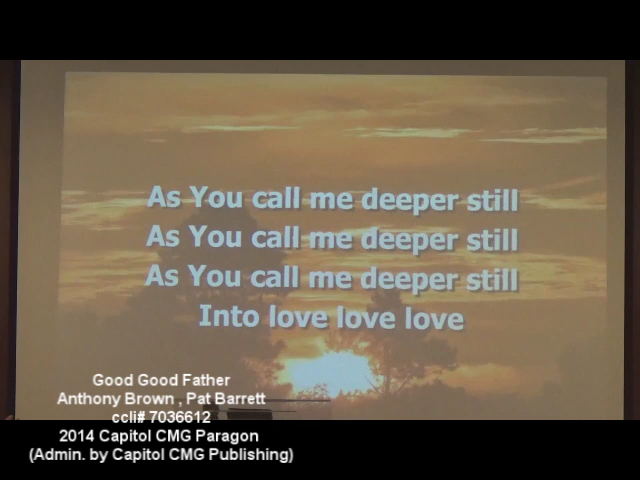 As You call me deeper still
As You call me deeper still
As You call me deeper still
Into love love love
Good Good Father
Anthony Brown , Pat Barrett
ccli# 7036612
2014 Capitol CMG Paragon
(Admin. by Capitol CMG Publishing)